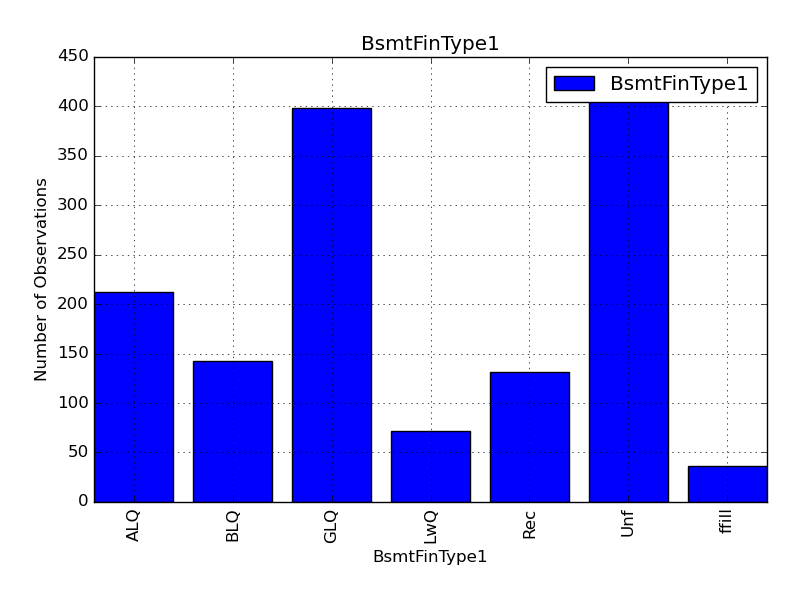 BsmtFinType1
BsmtFinType1
450
400
350
300
250
200
150
100
50
0
Number of Observations
ALQ
BLQ
GLQ
LwQ
Rec
Unf
ffill
BsmtFinType1